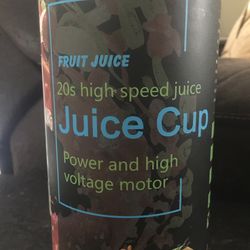 FRUIT JUICE
20s high speed juice
Juice Cup
Power and high
voltage motor